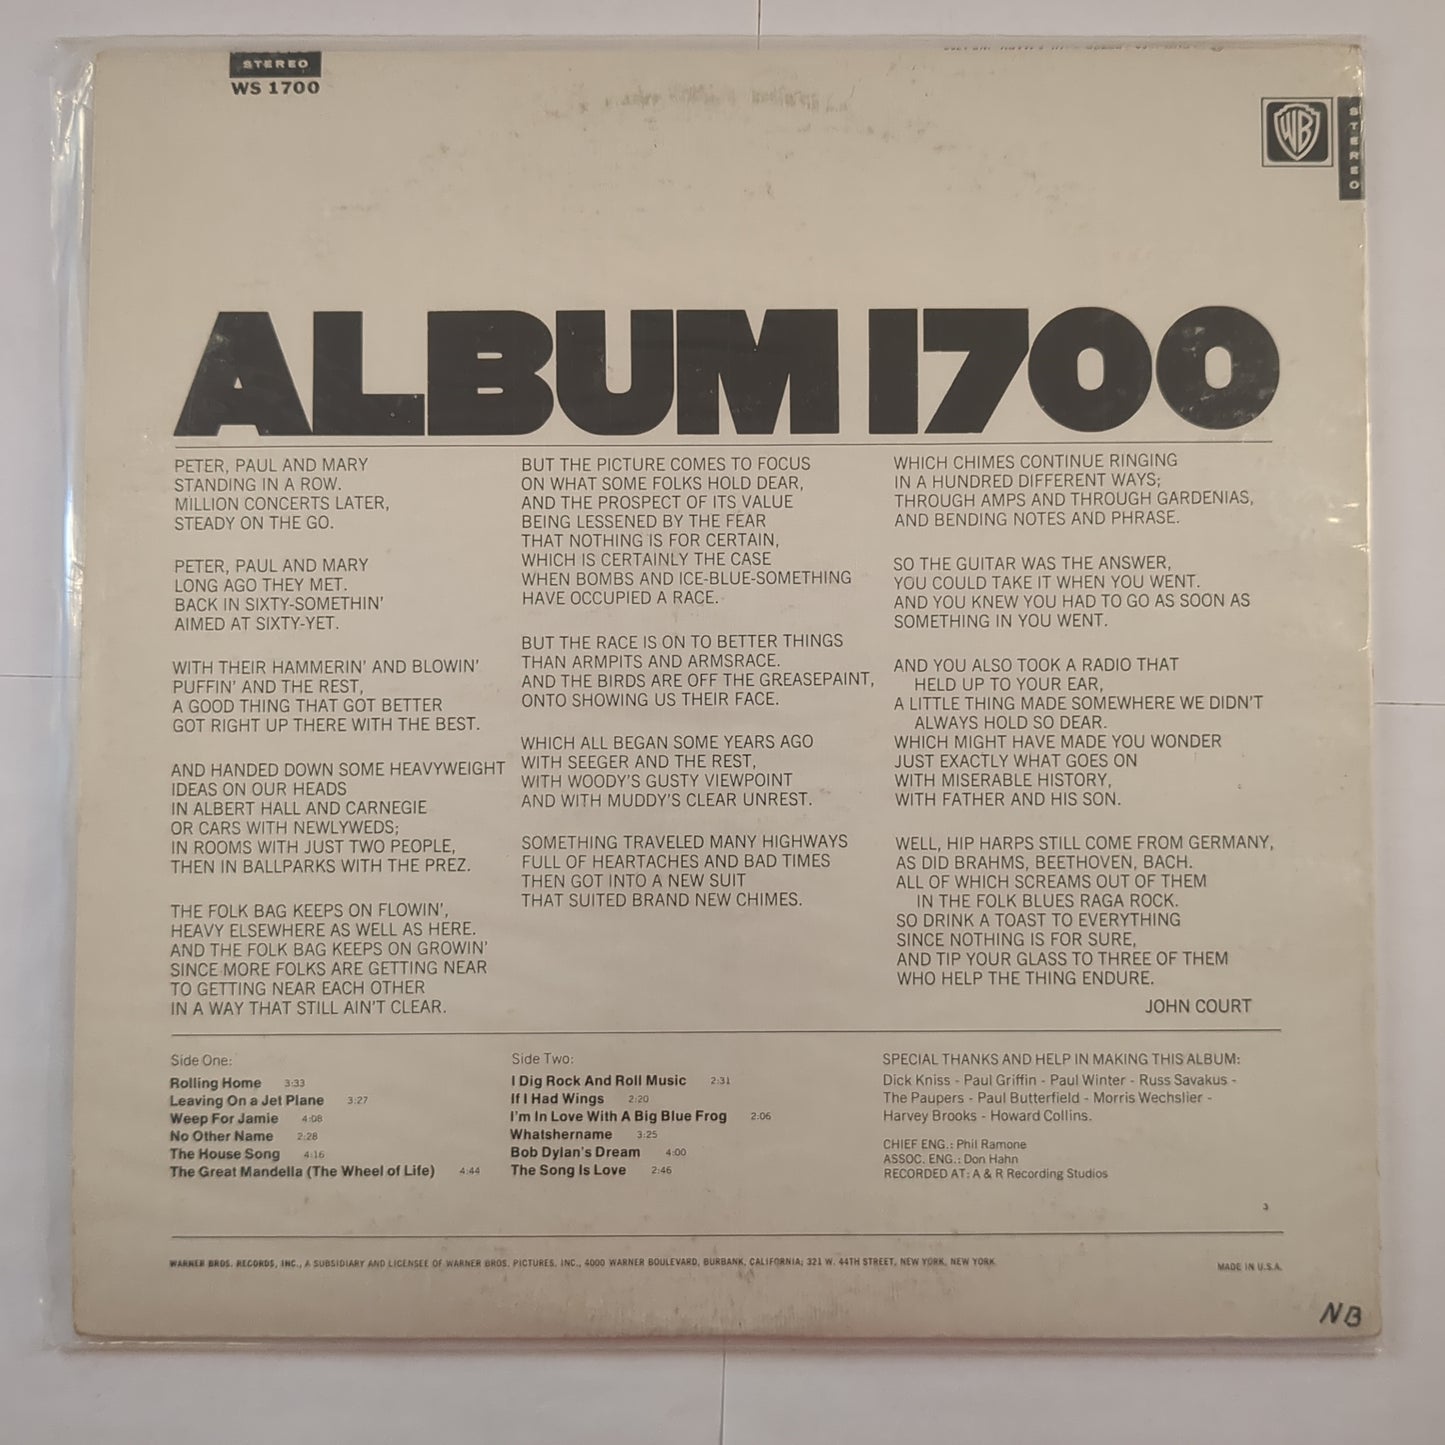 STEREO
WS 1700
WB
STEREO
ALBUM 1700
PETER, PAUL AND MARY
STANDING IN A ROW.
MILLION CONCERTS LATER,
STEADY ON THE GO.
PETER, PAUL AND MARY
LONG AGO THEY MET.
BACK IN SIXTY-SOMETHIN'
AIMED AT SIXTY-YET.
WITH THEIR HAMMERIN' AND BLOWIN'
PUFFIN' AND THE REST,
A GOOD THING THAT GOT BETTER
GOT RIGHT UP THERE WITH THE BEST.
AND HANDED DOWN SOME HEAVYWEIGHT
IDEAS ON OUR HEADS
IN ALBERT HALL AND CARNEGIE
OR CARS WITH NEWLYWEDS;
IN ROOMS WITH JUST TWO PEOPLE,
THEN IN BALLPARKS WITH THE PREZ.
THE FOLK BAG KEEPS ON FLOWIN',
HEAVY ELSEWHERE AS WELL AS HERE.
AND THE FOLK BAG KEEPS ON GROWIN'
SINCE MORE FOLKS ARE GETTING NEAR
TO GETTING NEAR EACH OTHER
IN A WAY THAT STILL AIN'T CLEAR.
BUT THE PICTURE COMES TO FOCUS
ON WHAT SOME FOLKS HOLD DEAR,
AND THE PROSPECT OF ITS VALUE
BEING LESSENED BY THE FEAR
THAT NOTHING IS FOR CERTAIN,
WHICH IS CERTAINLY THE CASE
WHEN BOMBS AND ICE-BLUE-SOMETHING
HAVE OCCUPIED A RACE.
BUT THE RACE IS ON TO BETTER THINGS
THAN ARMPITS AND ARMSRACE.
AND THE BIRDS ARE OFF THE GREASEPAINT,
ONTO SHOWING US THEIR FACE.
WHICH ALL BEGAN SOME YEARS AGO
WITH SEEGER AND THE REST,
WITH WOODY'S GUSTY VIEWPOINT
AND WITH MUDDY'S CLEAR UNREST.
SOMETHING TRAVELED MANY HIGHWAYS
FULL OF HEARTACHES AND BAD TIMES
THEN GOT INTO A NEW SUIT
THAT SUITED BRAND NEW CHIMES.
WHICH CHIMES CONTINUE RINGING
IN A HUNDRED DIFFERENT WAYS;
THROUGH AMPS AND THROUGH GARDENIAS,
AND BENDING NOTES AND PHRASE.
SO THE GUITAR WAS THE ANSWER,
YOU COULD TAKE IT WHEN YOU WENT.
AND YOU KNEW YOU HAD TO GO AS SOON AS
SOMETHING IN YOU WENT.
AND YOU ALSO TOOK A RADIO THAT
HELD UP TO YOUR EAR,
A LITTLE THING MADE SOMEWHERE WE DIDN'T
ALWAYS HOLD SO DEAR.
WHICH MIGHT HAVE MADE YOU WONDER
JUST EXACTLY WHAT GOES ON
WITH MISERABLE HISTORY,
WITH FATHER AND HIS SON.
WELL, HIP HARPS STILL COME FROM GERMANY,
AS DID BRAHMS, BEETHOVEN, BACH.
ALL OF WHICH SCREAMS OUT OF THEM
IN THE FOLK BLUES RAGA ROCK.
SO DRINK A TOAST TO EVERYTHING
SINCE NOTHING IS FOR SURE,
AND TIP YOUR GLASS TO THREE OF THEM
WHO HELP THE THING ENDURE.
JOHN COURT
Side One:
Rolling Home 3:33
Leaving On a Jet Plane 3:27
Weep For Jamie 4:08
No Other Name 2:28
The House Song 4:16
The Great Mandella (The Wheel of Life) 4:44
Side Two:
I Dig Rock And Roll Music 2:31
If I Had Wings 2:20
I'm In Love With A Big Blue Frog 2:06
Whatshername 3:25
Bob Dylan's Dream 4:00
The Song Is Love 2:46
SPECIAL THANKS AND HELP IN MAKING THIS ALBUM:
Dick Kniss - Paul Griffin - Paul Winter - Russ Savakus -
The Paupers - Paul Butterfield - Morris Wechslier -
Harvey Brooks - Howard Collins.
CHIEF ENG.: Phil Ramone
ASSOC. ENG.: Don Hahn
RECORDED AT: A & R Recording Studios
3
WARNER BROS. RECORDS, INC., A SUBSIDIARY AND LICENSEE OF WARNER BROS. PICTURES, INC., 4000 WARNER BOULEVARD, BURBANK, CALIFORNIA; 321 W. 44TH STREET, NEW YORK, NEW YORK
MADE IN U.S.A.
NB